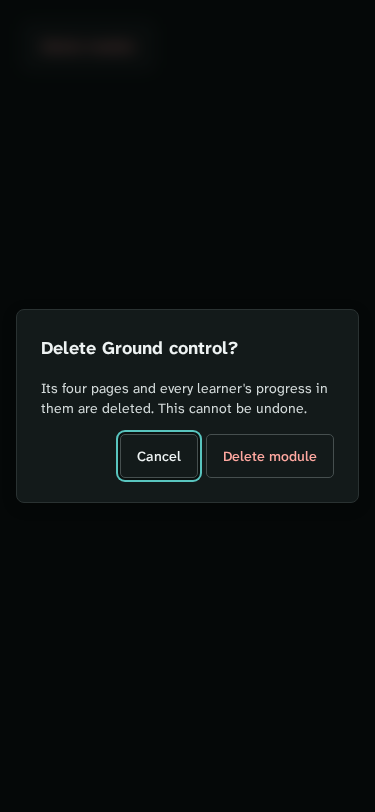 Delete Ground control?
Its four pages and every learner's progress in
them are deleted. This cannot be undone.
Cancel
Delete module